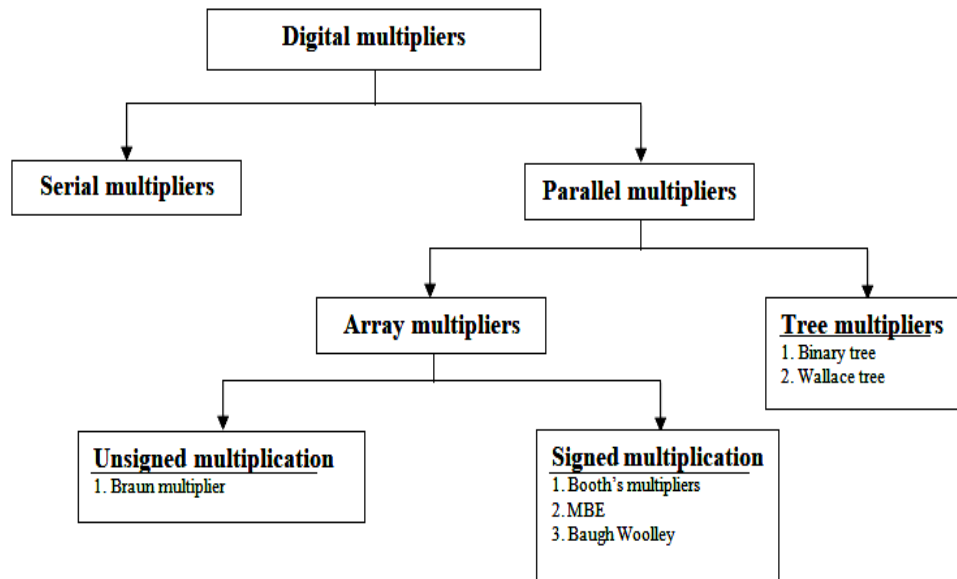 Digital multipliers
Serial multipliers
Parallel multipliers
Array multipliers
Tree multipliers
1. Binary tree
2. Wallace tree
Unsigned multiplication
1. Braun multiplier
Signed multiplication
1. Booth’s multipliers
2. MBE
3. Baugh Woolley